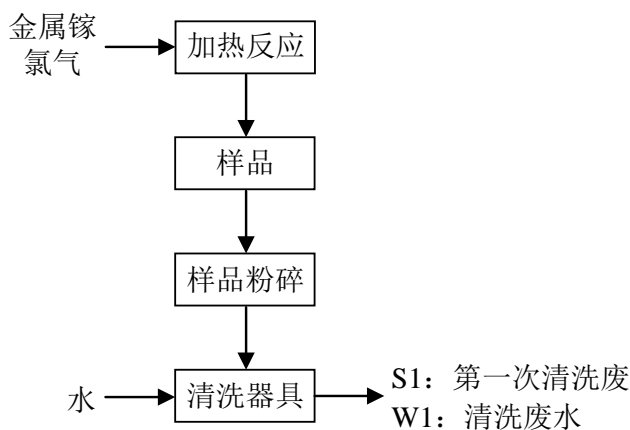 金属镓
氯气
加热反应
样品
样品粉碎
水
清洗器具
S1：第一次清洗废
W1：清洗废水